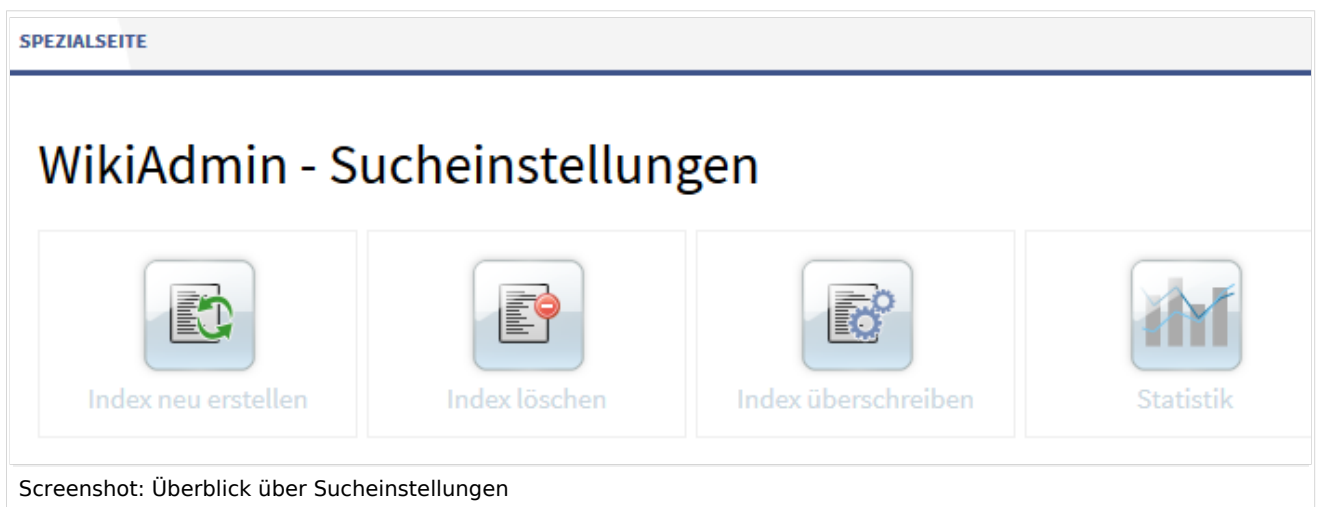 SPEZIALSEITE
WikiAdmin - Sucheinstellungen
Index neu erstellen
Index löschen
Index überschreiben
Statistik
Screenshot: Überblick über Sucheinstellungen